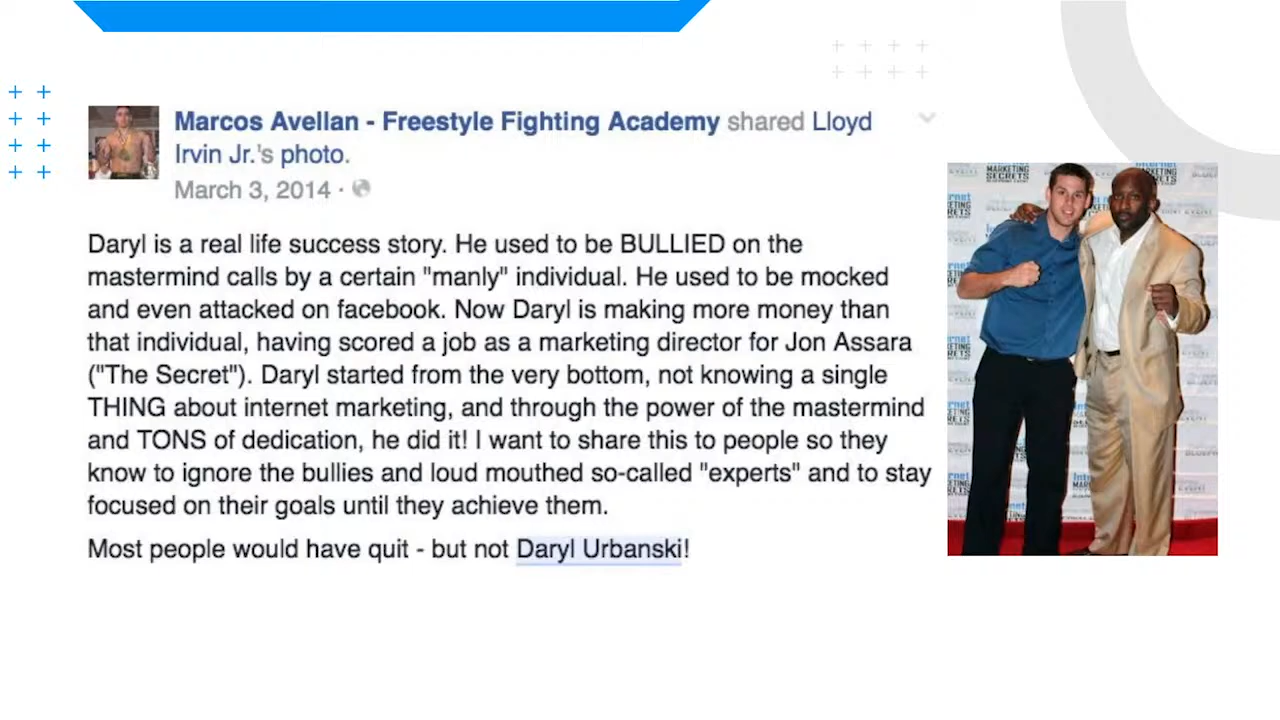 Marcos Avellan - Freestyle Fighting Academy shared Lloyd
Irvin Jr.'s photo.
March 3, 2014 ·
Daryl is a real life success story. He used to be BULLIED on the
mastermind calls by a certain "manly" individual. He used to be mocked
and even attacked on facebook. Now Daryl is making more money than
that individual, having scored a job as a marketing director for Jon Assara
("The Secret"). Daryl started from the very bottom, not knowing a single
THING about internet marketing, and through the power of the mastermind
and TONS of dedication, he did it! I want to share this to people so they
know to ignore the bullies and loud mouthed so-called "experts" and to stay
focused on their goals until they achieve them.
Most people would have quit - but not Daryl Urbanski!
MARKETING
SECRETS